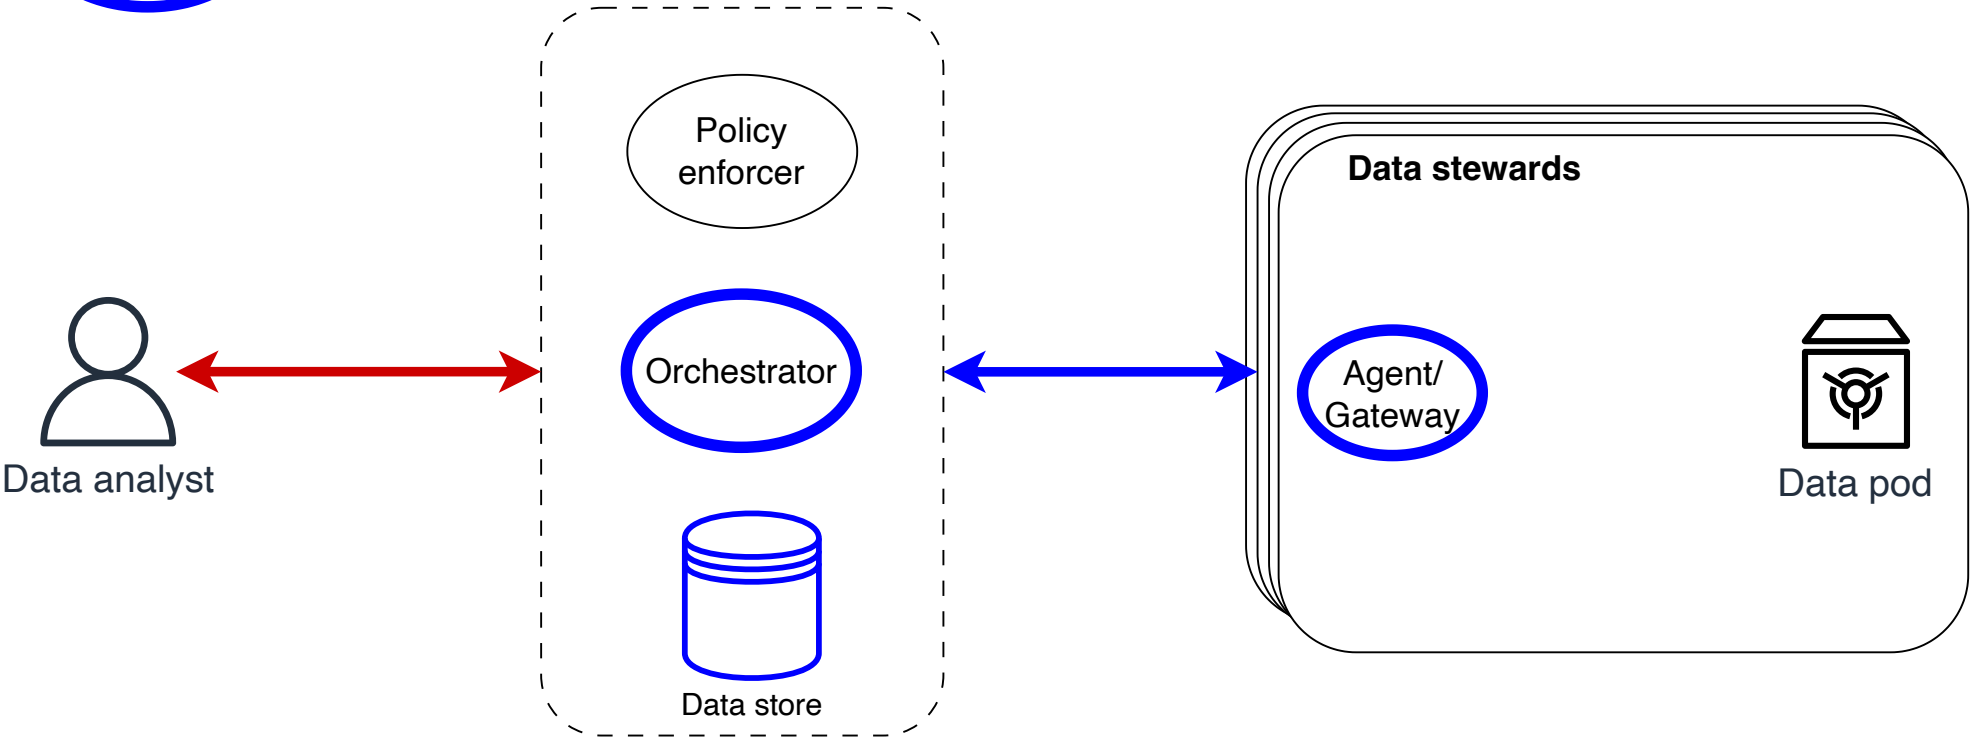 Policy
enforcer
Data stewards
Orchestrator
Agent/
Gateway
Data analyst
Data pod
Data store